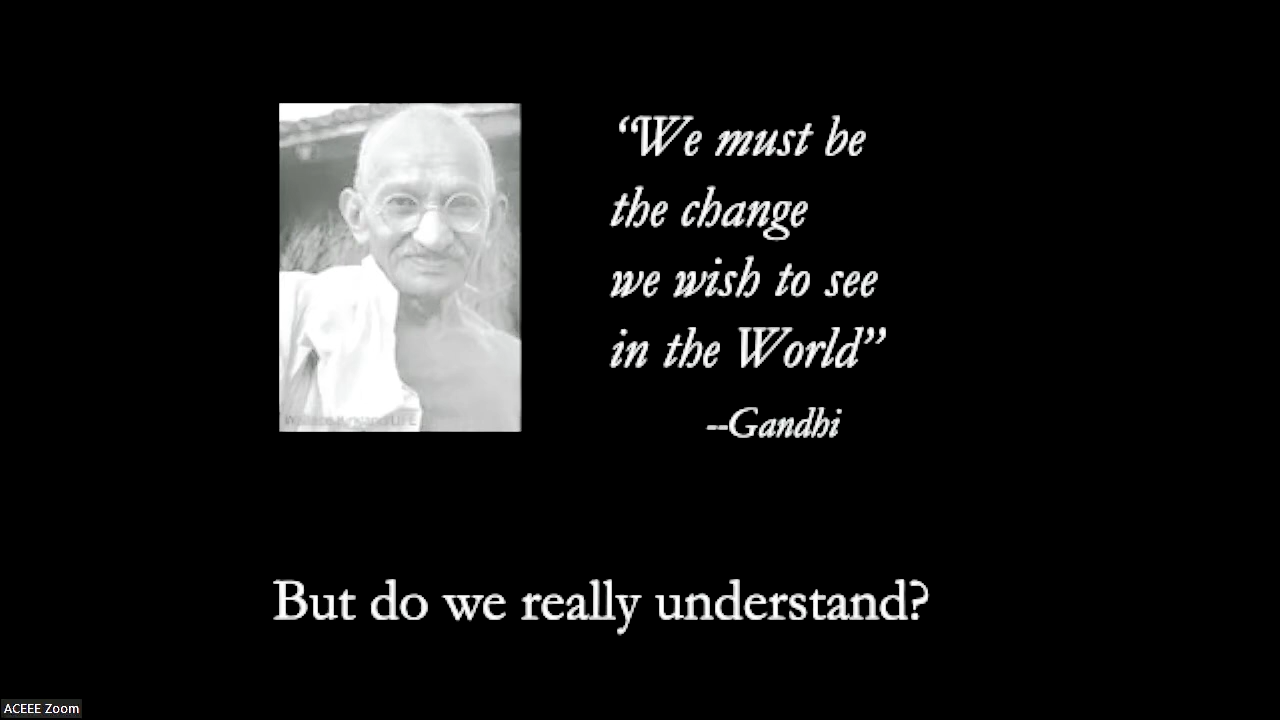 “We must be
the change
we wish to see
in the World”
--Gandhi
But do we really understand?
ACEEE Zoom